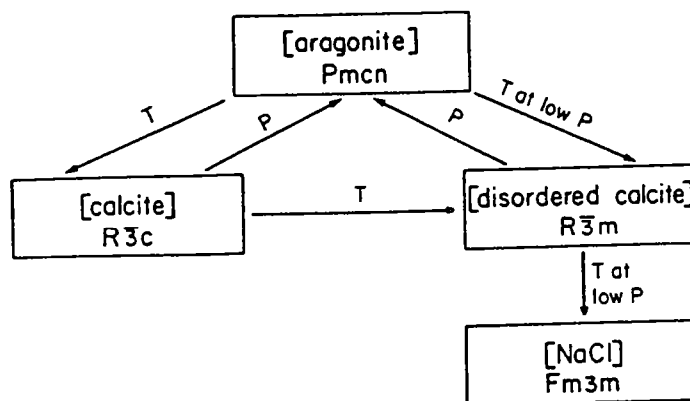 [aragonite]
Pmcn
T
P
P
T at low P
[calcite]
R3̅c
T
[disordered calcite]
R3̅m
T at
low P
[NaCl]
Fm3m